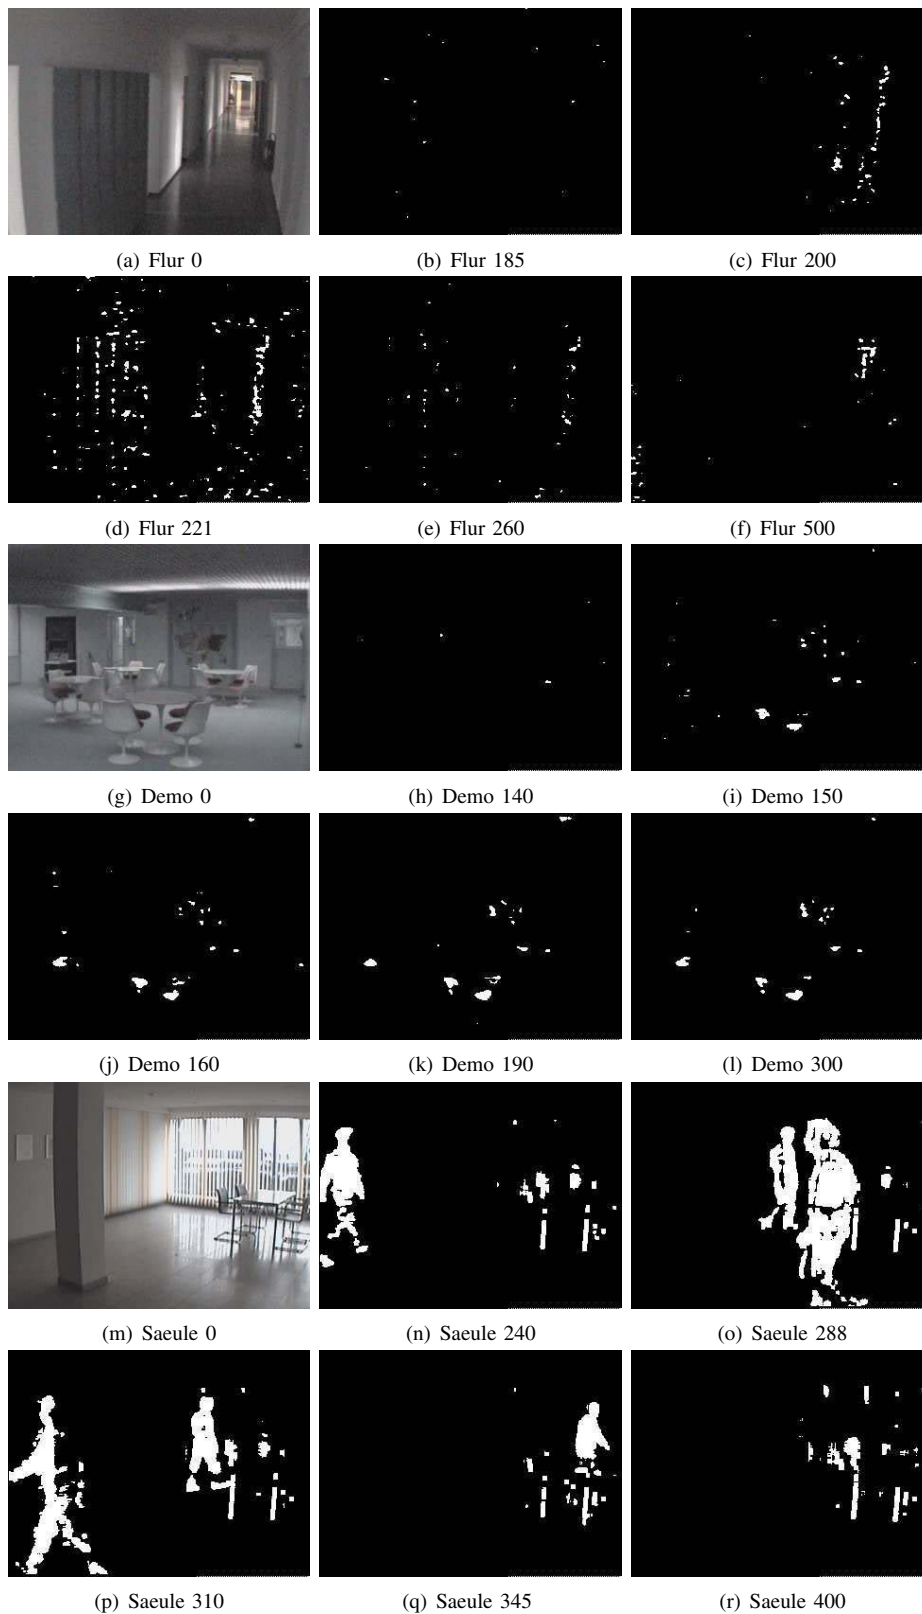 (a) Flur 0
(b) Flur 185
(c) Flur 200
(d) Flur 221
(e) Flur 260
(f) Flur 500
(g) Demo 0
(h) Demo 140
(i) Demo 150
(j) Demo 160
(k) Demo 190
(l) Demo 300
(m) Saeule 0
(n) Saeule 240
(o) Saeule 288
(p) Saeule 310
(q) Saeule 345
(r) Saeule 400